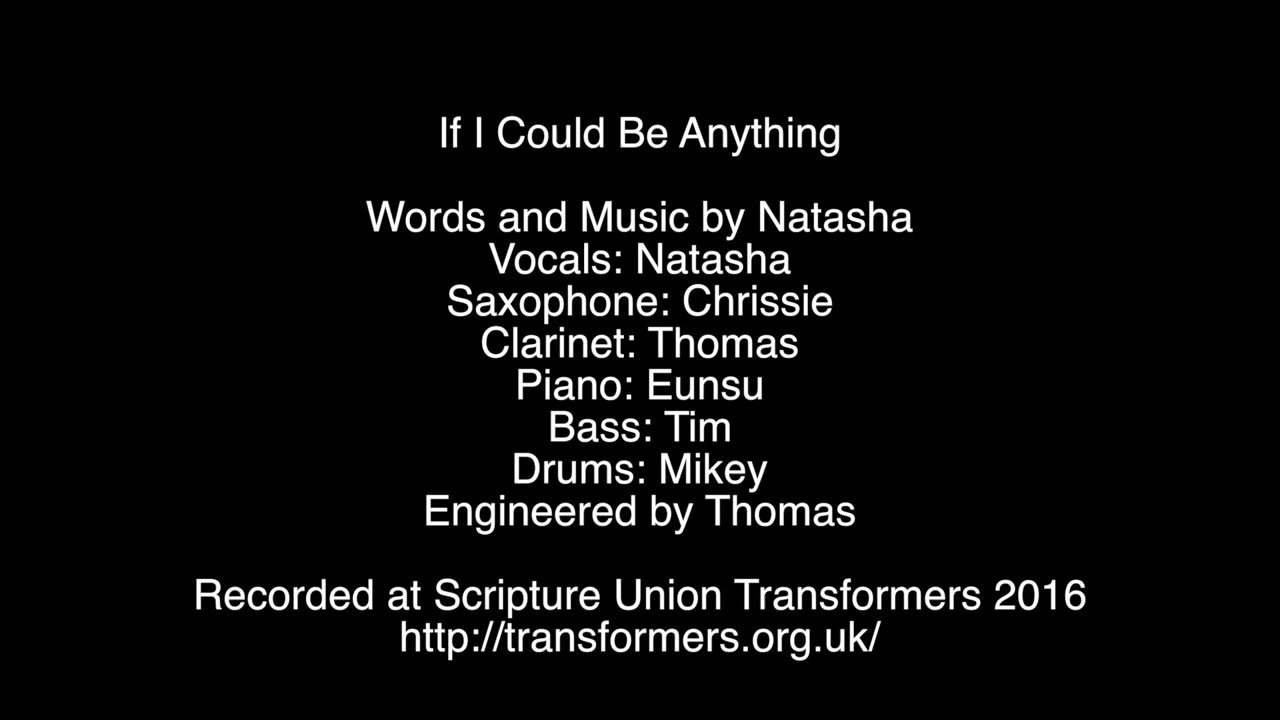 If I Could Be Anything
Words and Music by Natasha
Vocals: Natasha
Saxophone: Chrissie
Clarinet: Thomas
Piano: Eunsu
Bass: Tim
Drums: Mikey
Engineered by Thomas
Recorded at Scripture Union Transformers 2016
http://transformers.org.uk/